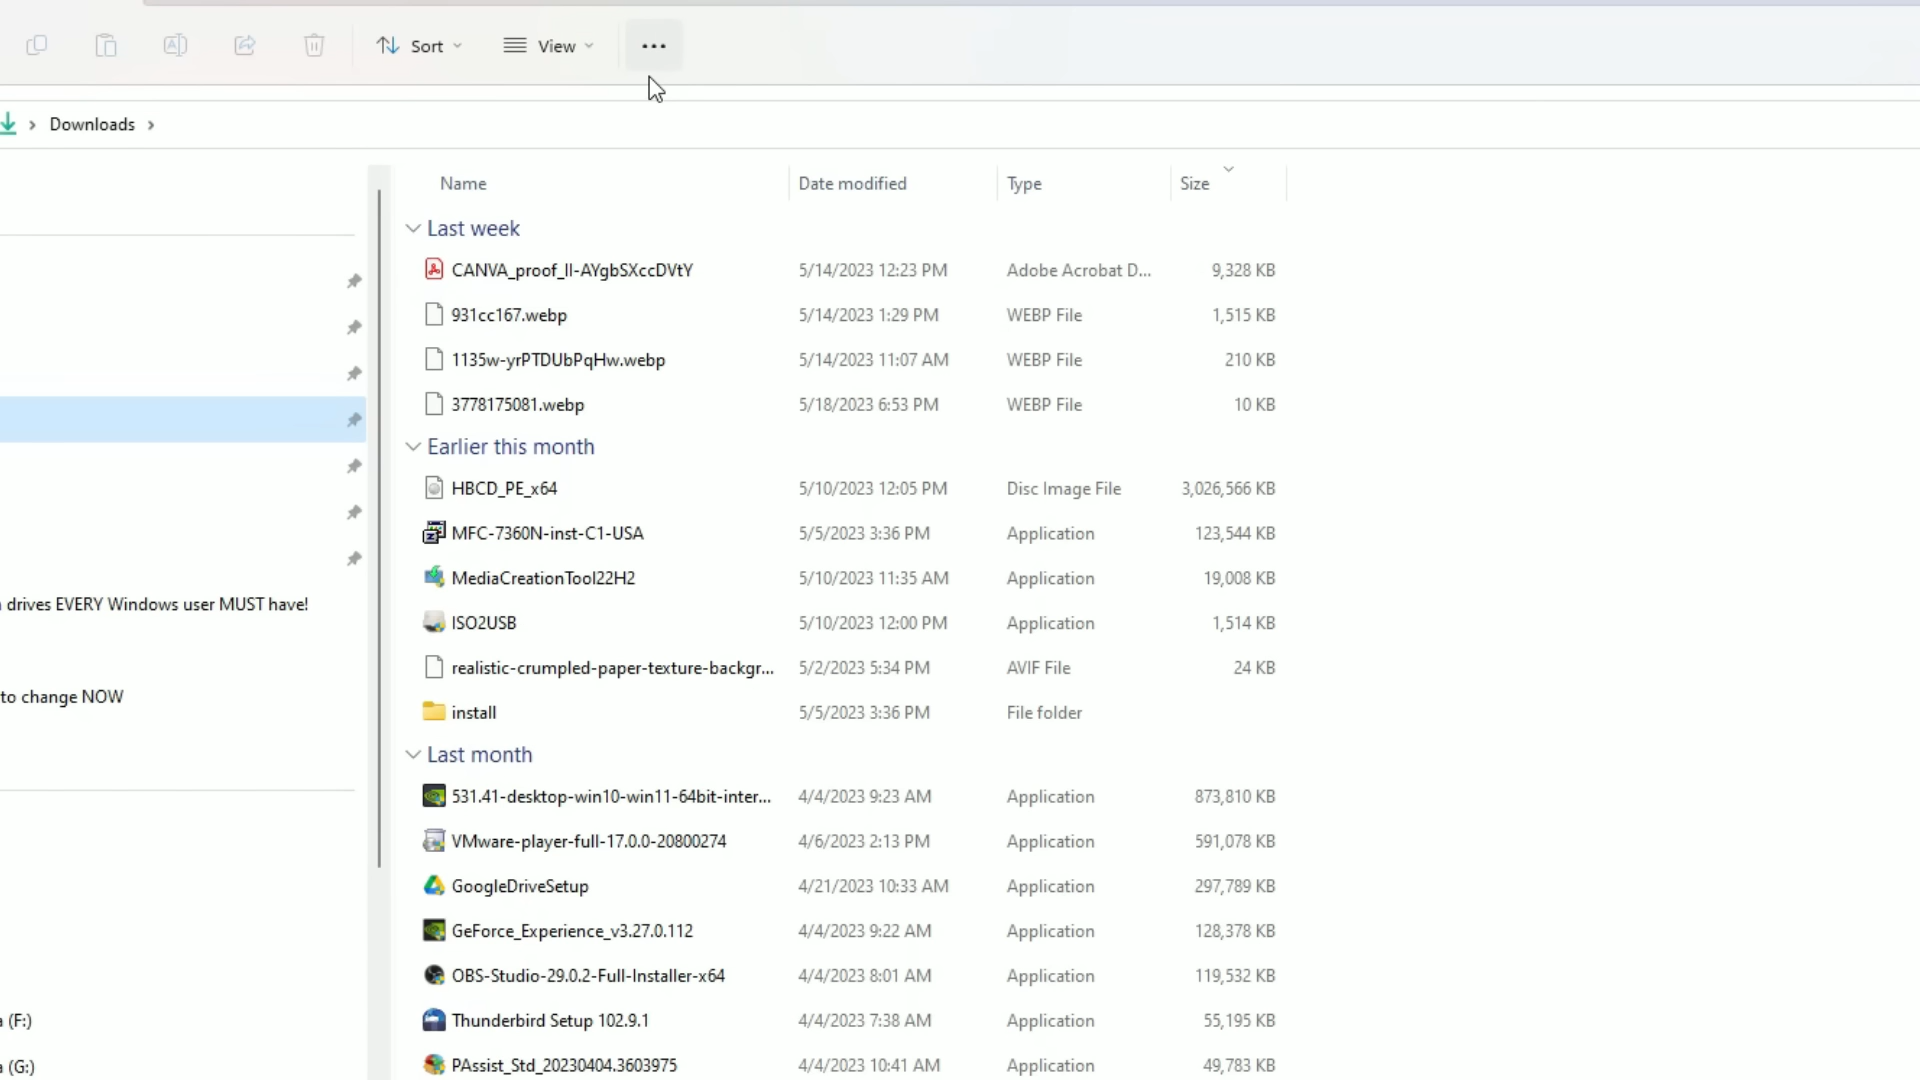 Sort View ...
Downloads
Name Date modified Type Size
Last week
CANVA_proof_II-AYgbSXccDVtY 5/14/2023 12:23 PM Adobe Acrobat D... 9,328 KB
931cc167.webp 5/14/2023 1:29 PM WEBP File 1,515 KB
1135w-yrPTDUbPqHw.webp 5/14/2023 11:07 AM WEBP File 210 KB
3778175081.webp 5/18/2023 6:53 PM WEBP File 10 KB
Earlier this month
HBCD_PE_x64 5/10/2023 12:05 PM Disc Image File 3,026,566 KB
MFC-7360N-inst-C1-USA 5/5/2023 3:36 PM Application 123,544 KB
MediaCreationTool22H2 5/10/2023 11:35 AM Application 19,008 KB
drives EVERY Windows user MUST have!
ISO2USB 5/10/2023 12:00 PM Application 1,514 KB
realistic-crumpled-paper-texture-backgr... 5/2/2023 5:34 PM AVIF File 24 KB
to change NOW
install 5/5/2023 3:36 PM File folder
Last month
531.41-desktop-win10-win11-64bit-inter... 4/4/2023 9:23 AM Application 873,810 KB
VMware-player-full-17.0.0-20800274 4/6/2023 2:13 PM Application 591,078 KB
GoogleDriveSetup 4/21/2023 10:33 AM Application 297,789 KB
GeForce_Experience_v3.27.0.112 4/4/2023 9:22 AM Application 128,378 KB
OBS-Studio-29.0.2-Full-Installer-x64 4/4/2023 8:01 AM Application 119,532 KB
(F:) Thunderbird Setup 102.9.1 4/4/2023 7:38 AM Application 55,195 KB
(G:) PAssist_Std_20230404.3603975 4/4/2023 10:41 AM Application 49,783 KB